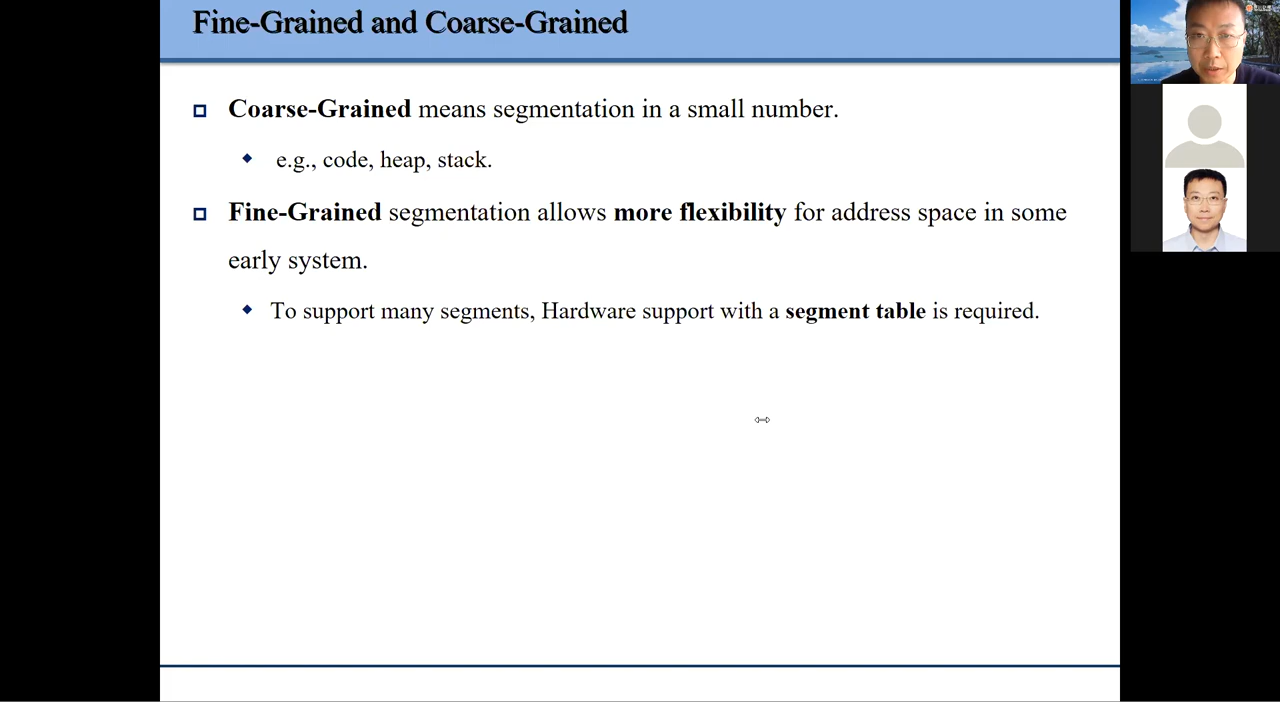 Fine-Grained and Coarse-Grained
Coarse-Grained means segmentation in a small number.
e.g., code, heap, stack.
Fine-Grained segmentation allows more flexibility for address space in some
early system.
To support many segments, Hardware support with a segment table is required.